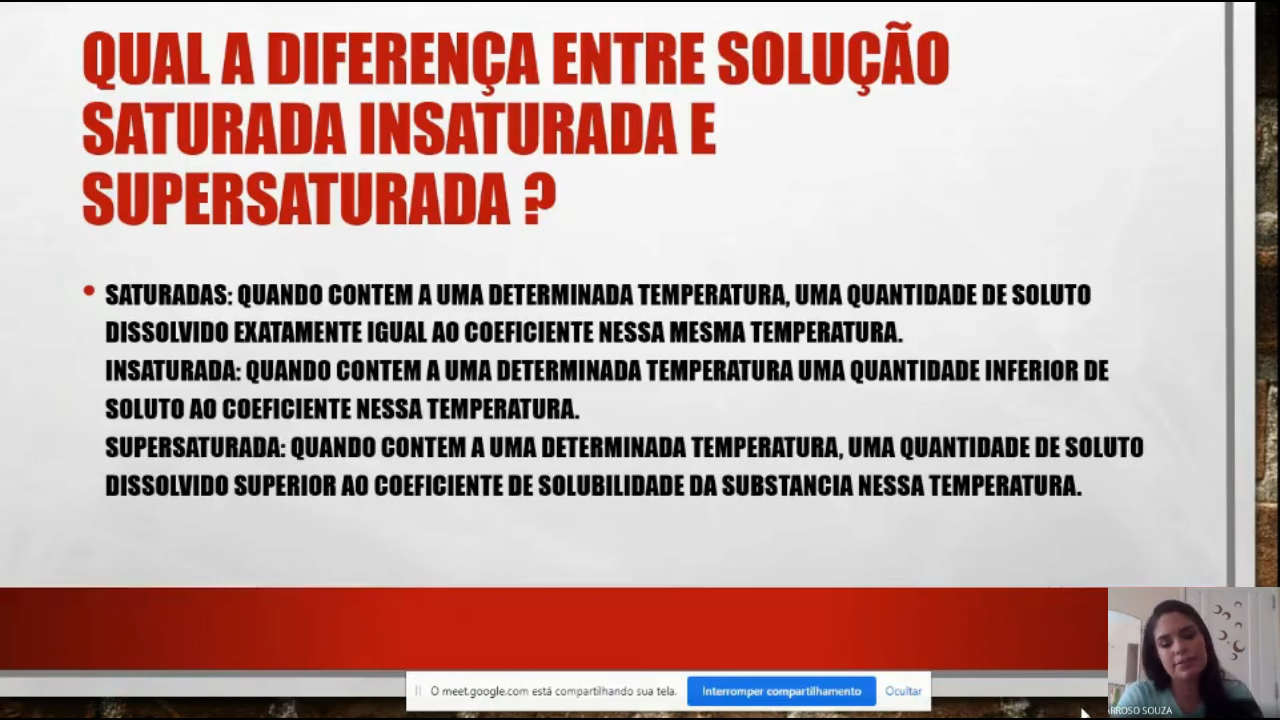 QUAL A DIFERENÇA ENTRE SOLUÇÃO
SATURADA INSATURADA E
SUPERSATURADA ?
• SATURADAS: QUANDO CONTEM A UMA DETERMINADA TEMPERATURA, UMA QUANTIDADE DE SOLUTO
DISSOLVIDO EXATAMENTE IGUAL AO COEFICIENTE NESSA MESMA TEMPERATURA.
INSATURADA: QUANDO CONTEM A UMA DETERMINADA TEMPERATURA UMA QUANTIDADE INFERIOR DE
SOLUTO AO COEFICIENTE NESSA TEMPERATURA.
SUPERSATURADA: QUANDO CONTEM A UMA DETERMINADA TEMPERATURA, UMA QUANTIDADE DE SOLUTO
DISSOLVIDO SUPERIOR AO COEFICIENTE DE SOLUBILIDADE DA SUBSTANCIA NESSA TEMPERATURA.
O meet.google.com está compartilhando sua tela. Interromper compartilhamento Ocultar
SOUZA